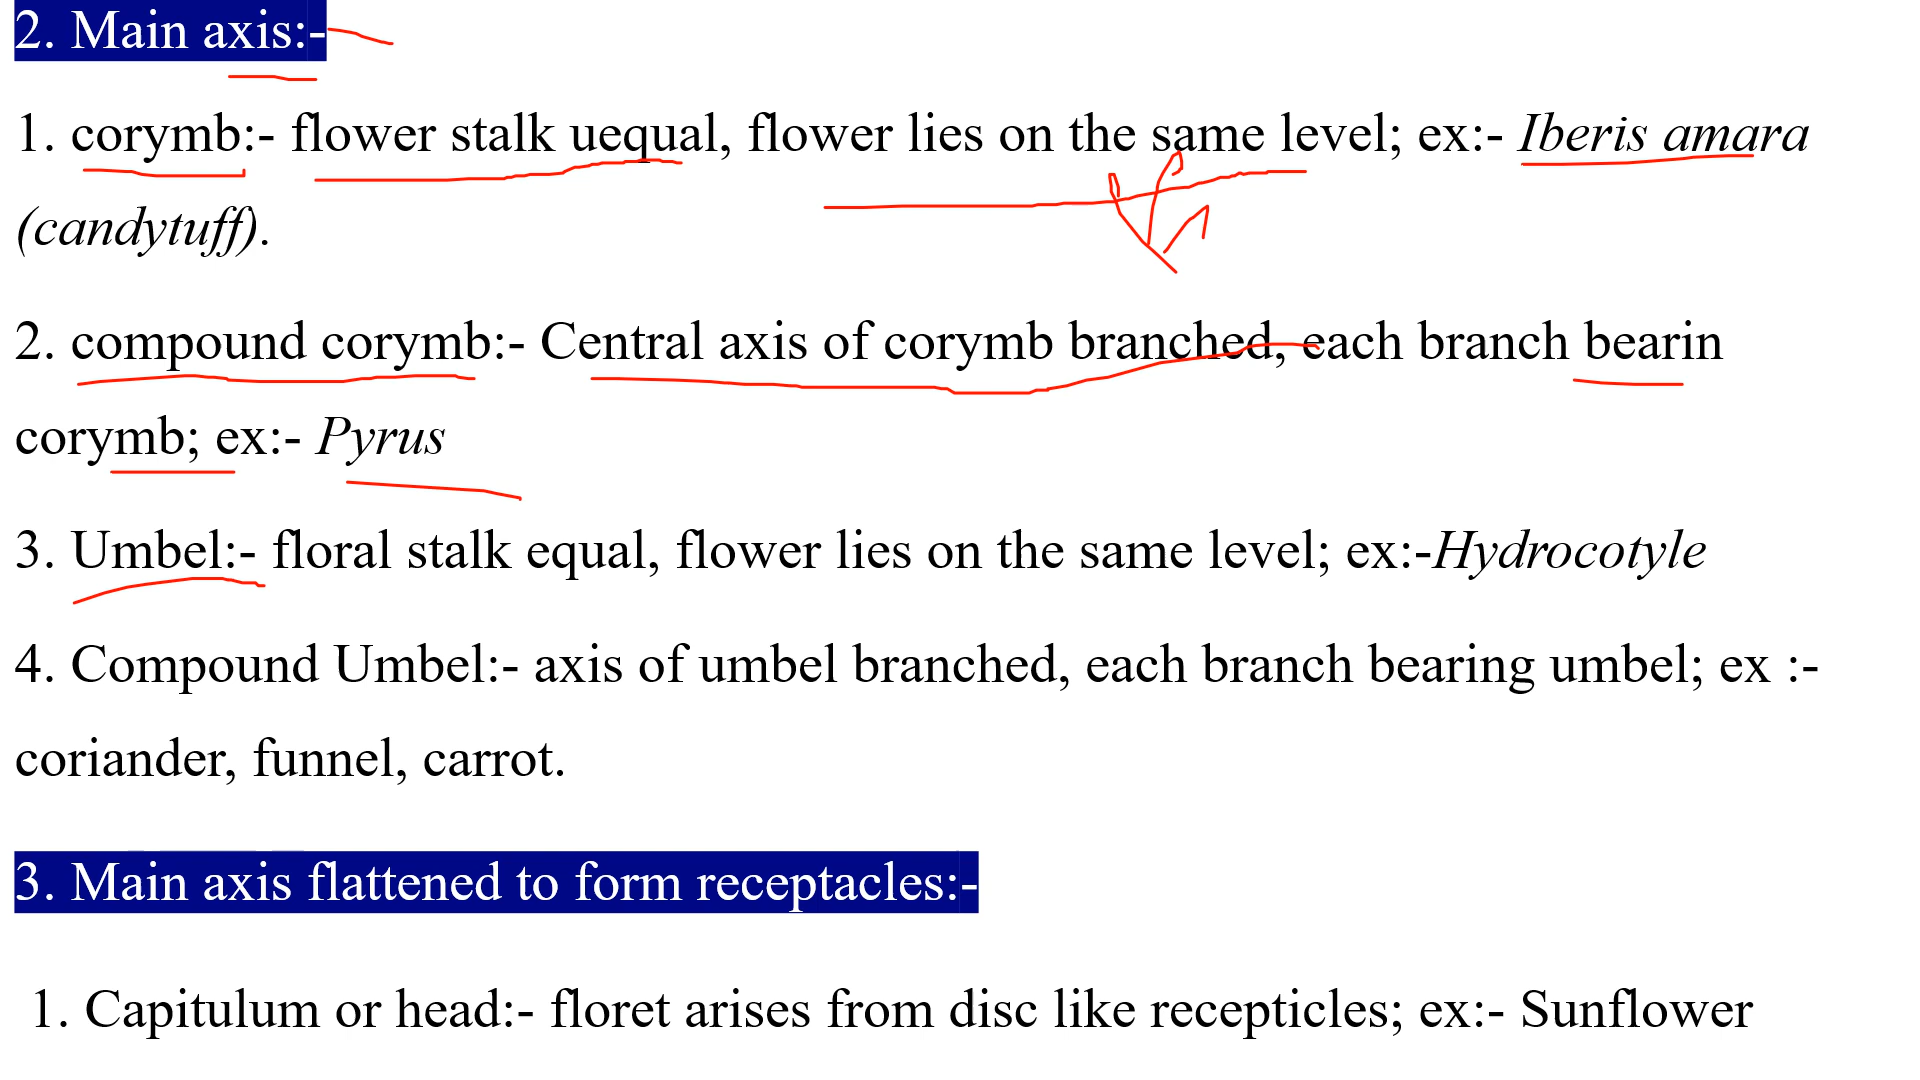 2. Main axis:-
1. corymb:- flower stalk uequal, flower lies on the same level; ex:- Iberis amara
(candytuff).
2. compound corymb:- Central axis of corymb branched, each branch bearin
corymb; ex:- Pyrus
3. Umbel:- floral stalk equal, flower lies on the same level; ex:-Hydrocotyle
4. Compound Umbel:- axis of umbel branched, each branch bearing umbel; ex :-
coriander, funnel, carrot.
3. Main axis flattened to form receptacles:-
1. Capitulum or head:- floret arises from disc like recepticles; ex:- Sunflower